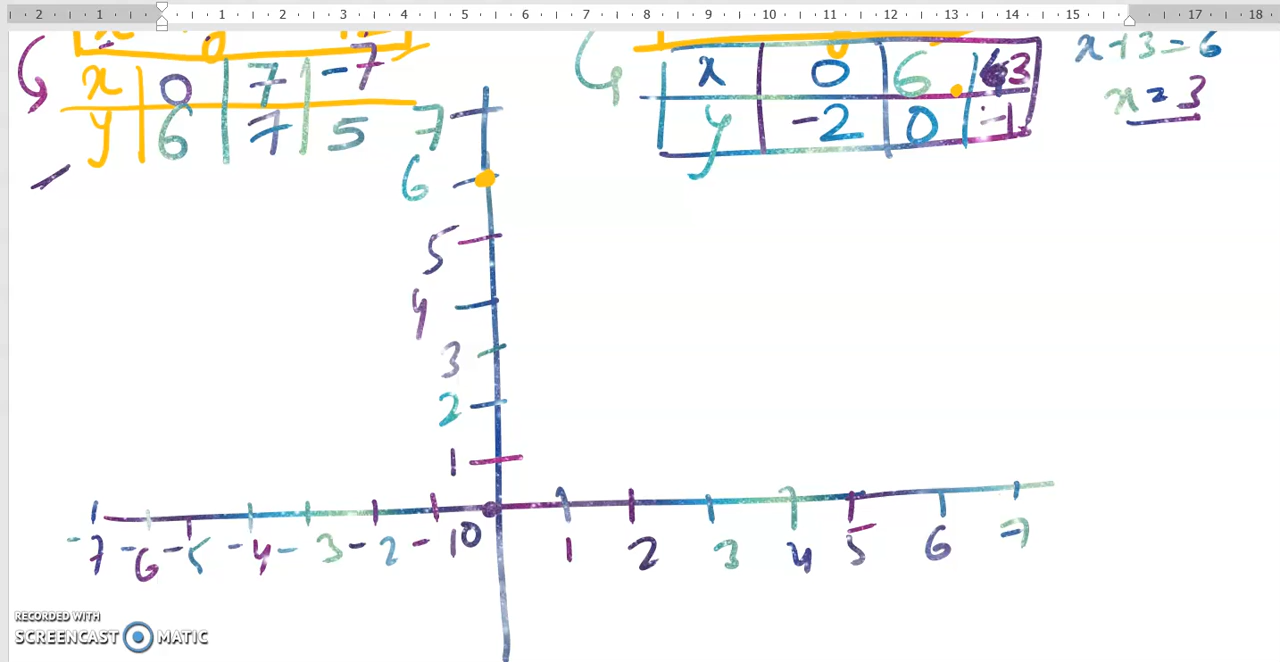 2 1 1 2 3 4 5 6 7 8 9 10 11 12 13 14 15 17 18
x 0 7 -7
y 6 7 5
x 0 6 3
y -2 0 -1
x+3=6
x=3
7
6
5
4
3
2
1
-7 -6 -5 -4 -3 -2 -1 0 1 2 3 4 5 6 7
RECORDED WITH
SCREENCAST MATIC